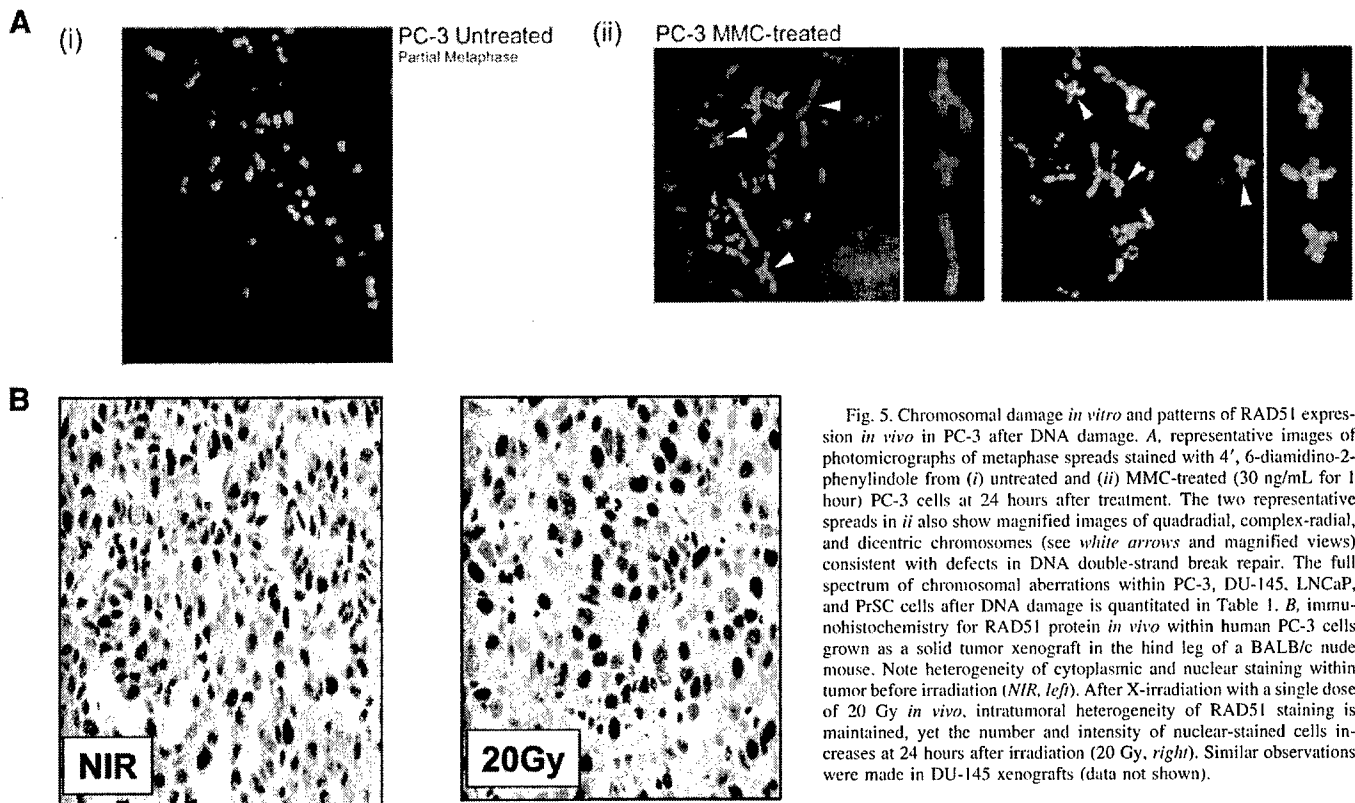 A
(i)
PC-3 Untreated
Partial Metaphase
(ii)
PC-3 MMC-treated
B
NIR
20Gy
Fig. 5. Chromosomal damage in vitro and patterns of RAD51 expres-
sion in vivo in PC-3 after DNA damage. A, representative images of
photomicrographs of metaphase spreads stained with 4′, 6-diamidino-2-
phenylindole from (i) untreated and (ii) MMC-treated (30 ng/mL for 1
hour) PC-3 cells at 24 hours after treatment. The two representative
spreads in ii also show magnified images of quadradial, complex-radial,
and dicentric chromosomes (see white arrows and magnified views)
consistent with defects in DNA double-strand break repair. The full
spectrum of chromosomal aberrations within PC-3, DU-145, LNCaP,
and PrSC cells after DNA damage is quantitated in Table 1. B, immu-
nohistochemistry for RAD51 protein in vivo within human PC-3 cells
grown as a solid tumor xenograft in the hind leg of a BALB/c nude
mouse. Note heterogeneity of cytoplasmic and nuclear staining within
tumor before irradiation (NIR, left). After X-irradiation with a single dose
of 20 Gy in vivo, intratumoral heterogeneity of RAD51 staining is
maintained, yet the number and intensity of nuclear-stained cells in-
creases at 24 hours after irradiation (20 Gy, right). Similar observations
were made in DU-145 xenografts (data not shown).